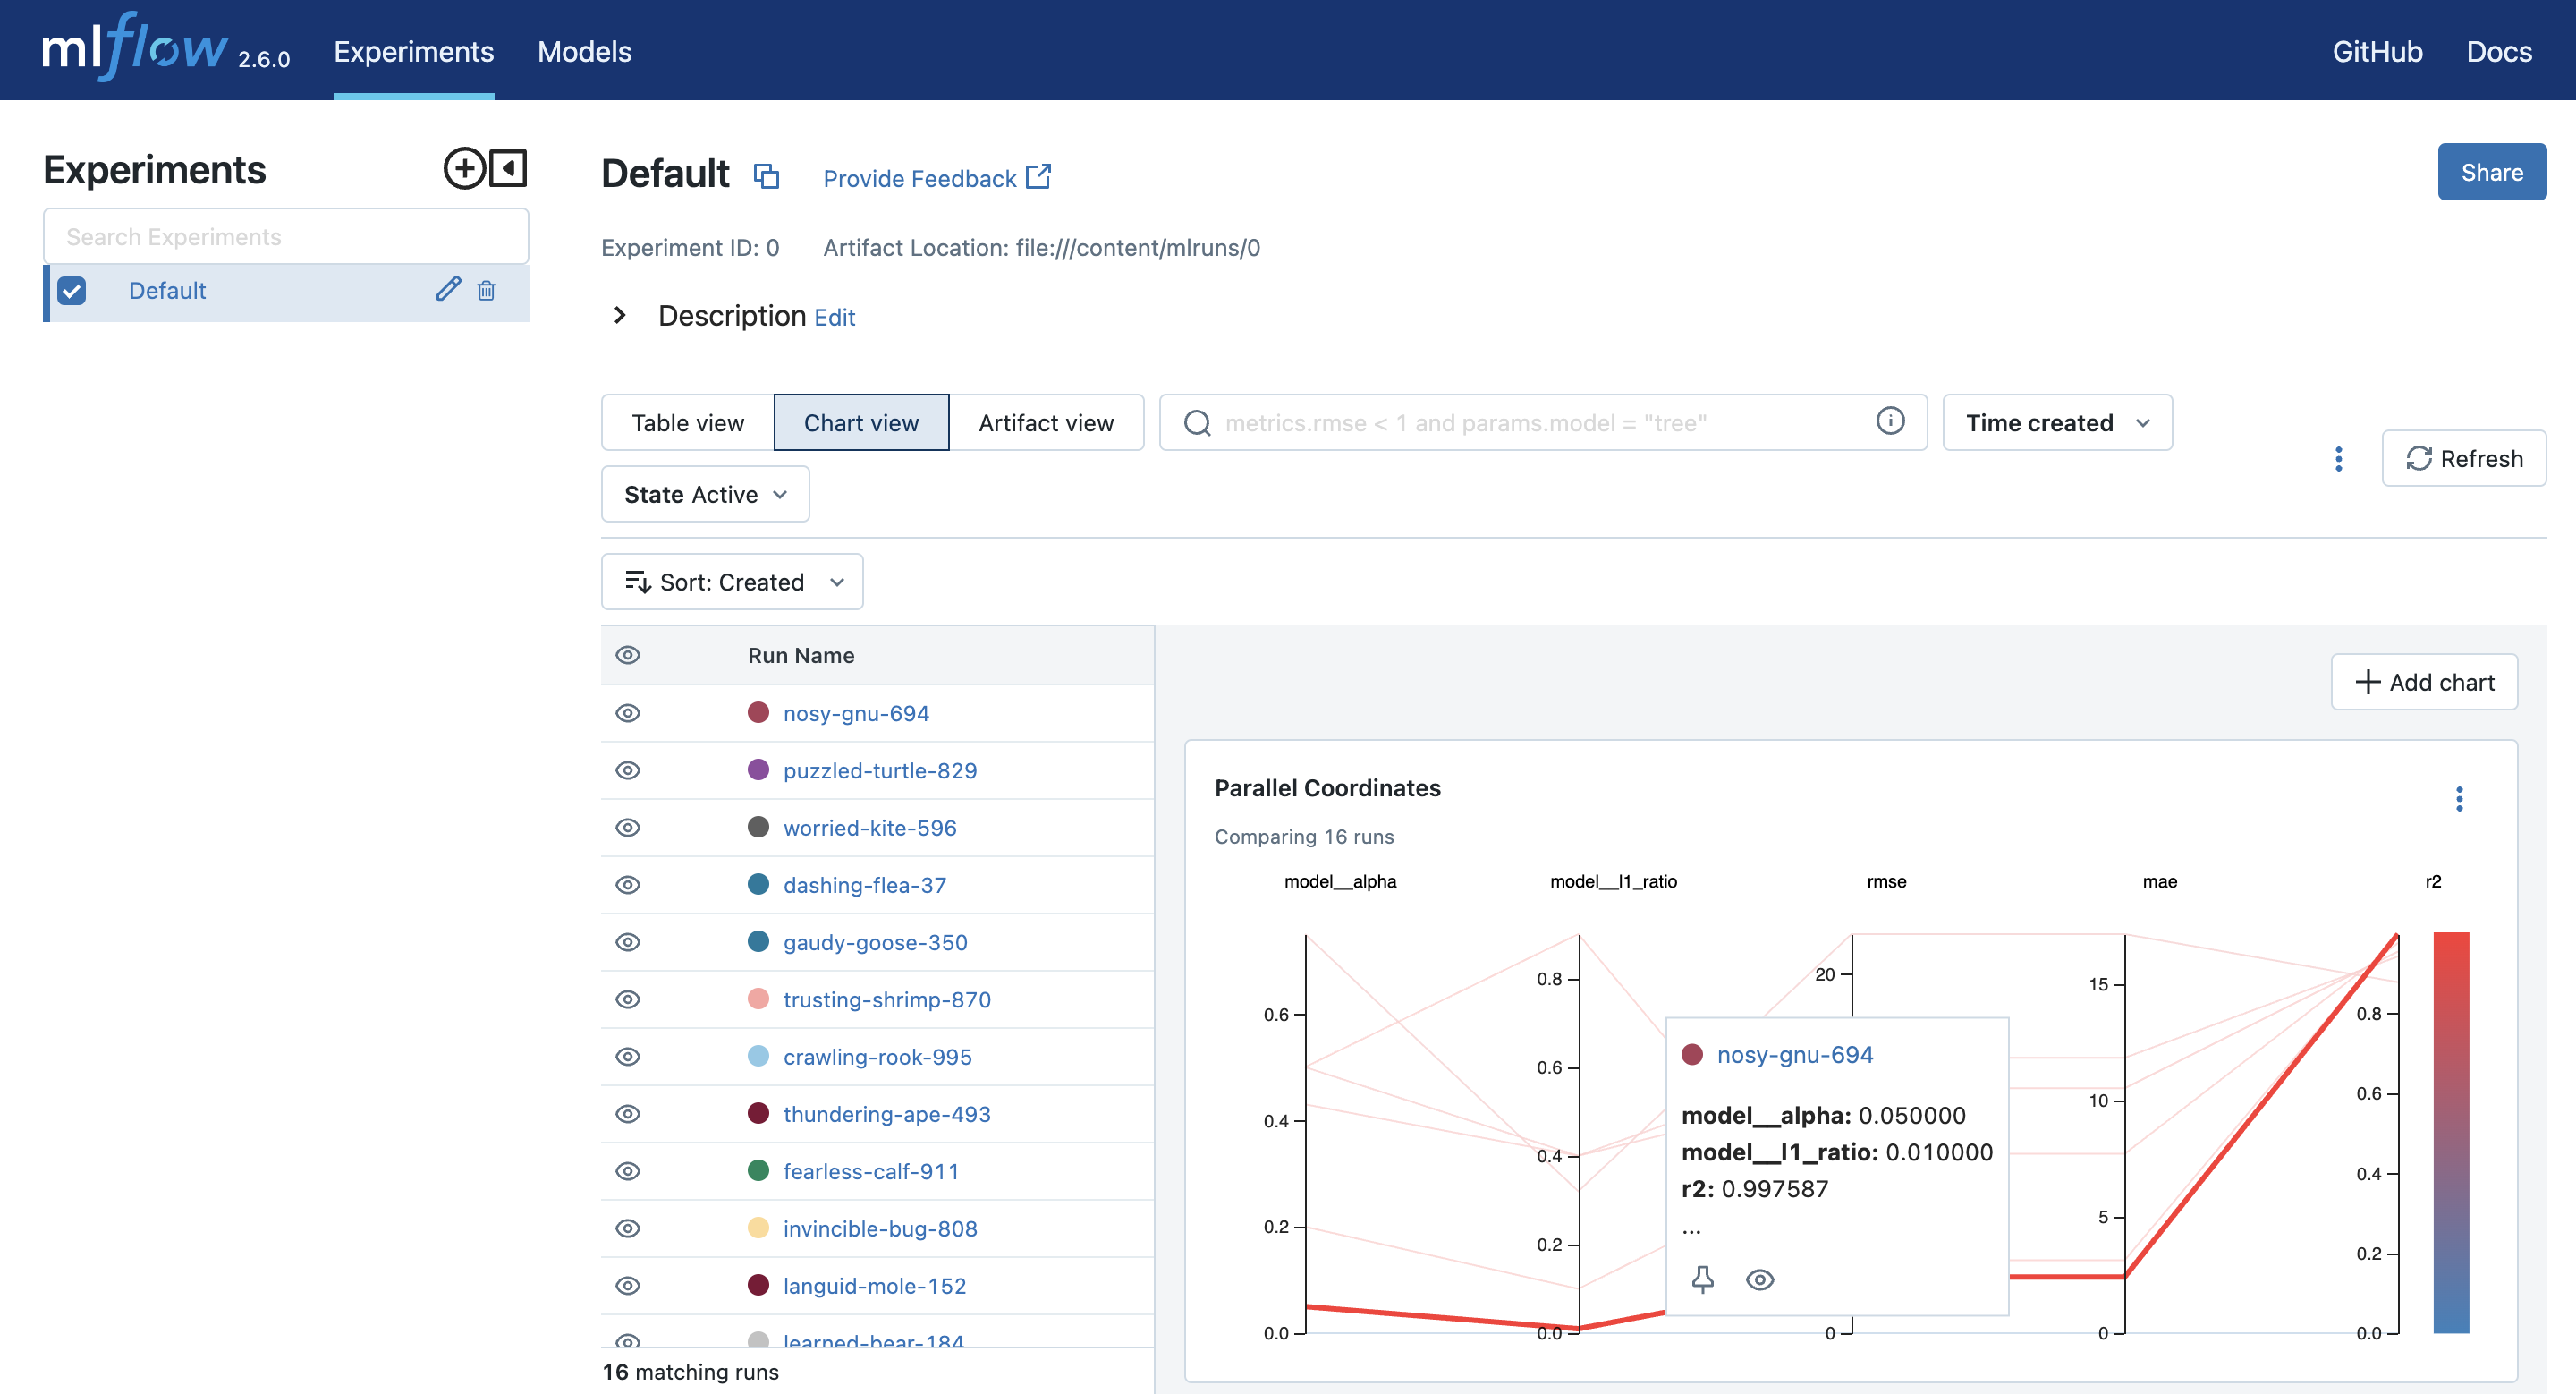 mlflow 2.6.0 Experiments Models GitHub Docs
Experiments
Search Experiments
Default
Default Provide Feedback
Share
Experiment ID: 0 Artifact Location: file:///content/mlruns/0
Description Edit
Table view Chart view Artifact view metrics.rmse < 1 and params.model = "tree" Time created
State Active
Refresh
Sort: Created
Run Name
nosy-gnu-694
puzzled-turtle-829
worried-kite-596
dashing-flea-37
gaudy-goose-350
trusting-shrimp-870
crawling-rook-995
thundering-ape-493
fearless-calf-911
invincible-bug-808
languid-mole-152
learned-bear-184
16 matching runs
Add chart
Parallel Coordinates
Comparing 16 runs
model__alpha model__l1_ratio rmse mae r2
0.6
0.4
0.2
0.0
0.8
0.6
0.4
0.2
0.0
20
0
15
10
5
0
0.8
0.6
0.4
0.2
0.0
nosy-gnu-694
model__alpha: 0.050000
model__l1_ratio: 0.010000
r2: 0.997587
...